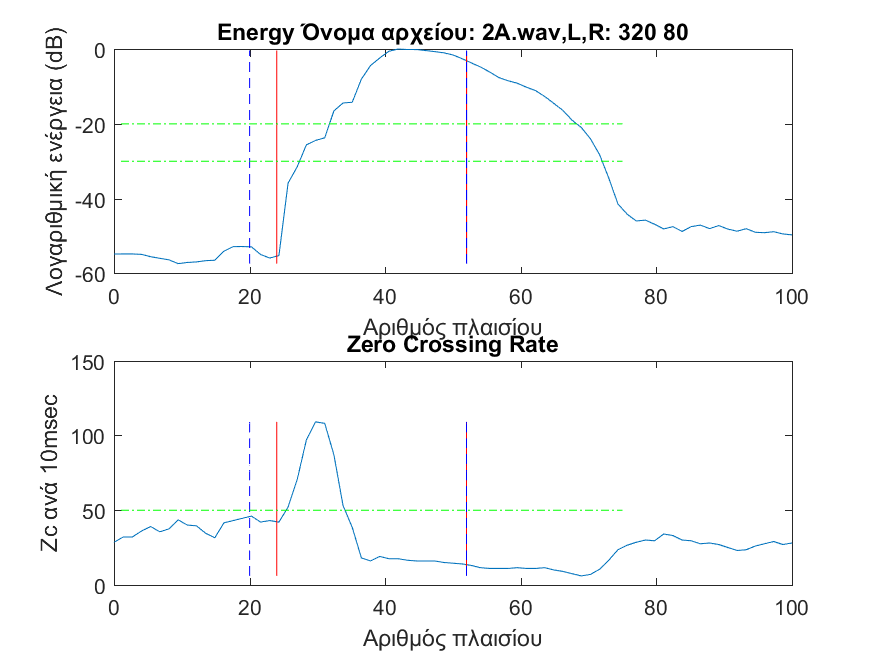 Energy Όνομα αρχείου: 2A.wav,L,R: 320 80
Λογαριθμική ενέργεια (dB)
0
-20
-40
-60
0 20 40 60 80 100
Αριθμός πλαισίου
Zero Crossing Rate
Zc ανά 10msec
150
100
50
0
0 20 40 60 80 100
Αριθμός πλαισίου